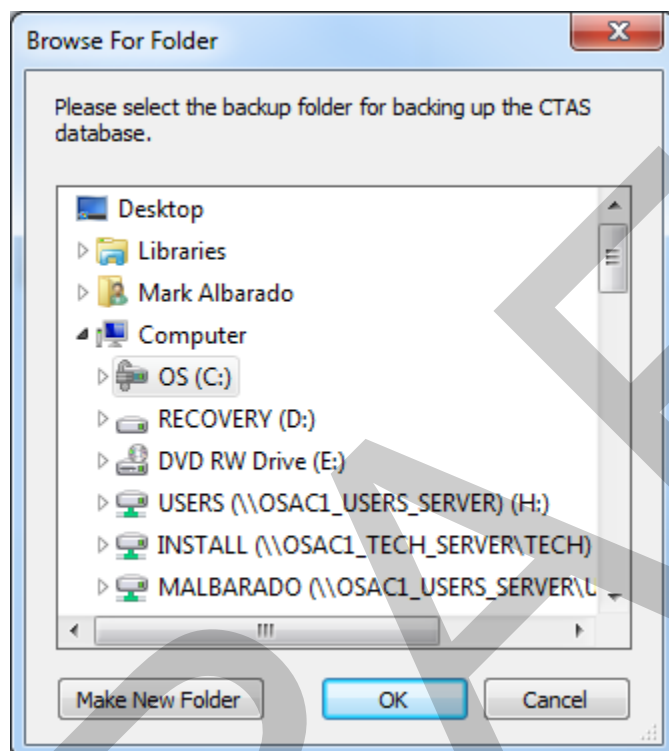 Browse For Folder
Please select the backup folder for backing up the CTAS
database.
Desktop
Libraries
Mark Albarado
Computer
OS (C:)
RECOVERY (D:)
DVD RW Drive (E:)
USERS (\\OSAC1_USERS_SERVER) (H:)
INSTALL (\\OSAC1_TECH_SERVER\TECH)
MALBARADO (\\OSAC1_USERS_SERVER\U
Make New Folder OK Cancel